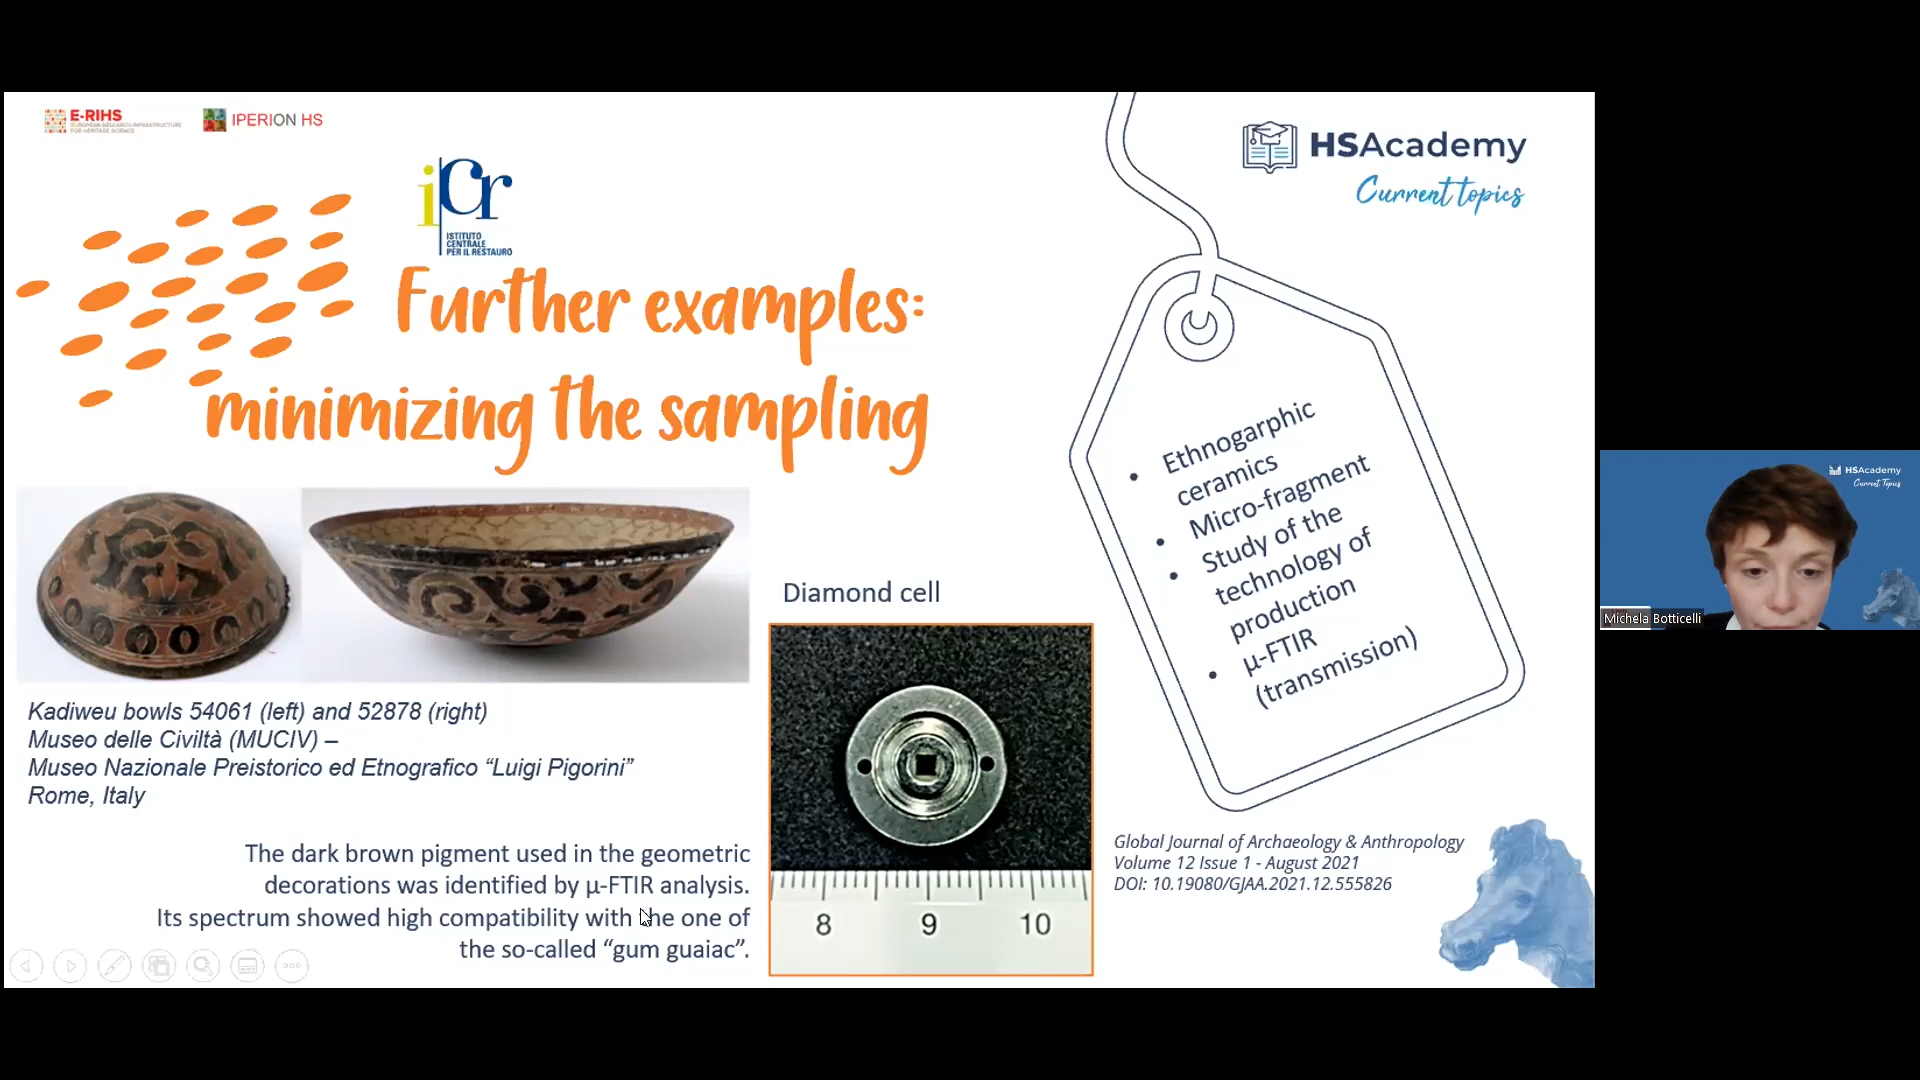 E-RIHS
EUROPEAN RESEARCH INFRASTRUCTURE
FOR HERITAGE SCIENCE
IPERION HS
iCr
ISTITUTO
CENTRALE
PER IL RESTAURO
HSAcademy
Current topics
Further examples:
minimizing the sampling
Kadiweu bowls 54061 (left) and 52878 (right)
Museo delle Civiltà (MUCIV) –
Museo Nazionale Preistorico ed Etnografico “Luigi Pigorini”
Rome, Italy
The dark brown pigment used in the geometric
decorations was identified by µ-FTIR analysis.
Its spectrum showed high compatibility with the one of
the so-called “gum guaiac”.
Diamond cell
8 9 10
• Ethnogarphic
ceramics
• Micro-fragment
• Study of the
technology of
production
• µ-FTIR
(transmission)
Global Journal of Archaeology & Anthropology
Volume 12 Issue 1 - August 2021
DOI: 10.19080/GJAA.2021.12.555826
HSAcademy
Current Topics
Michela Botticelli